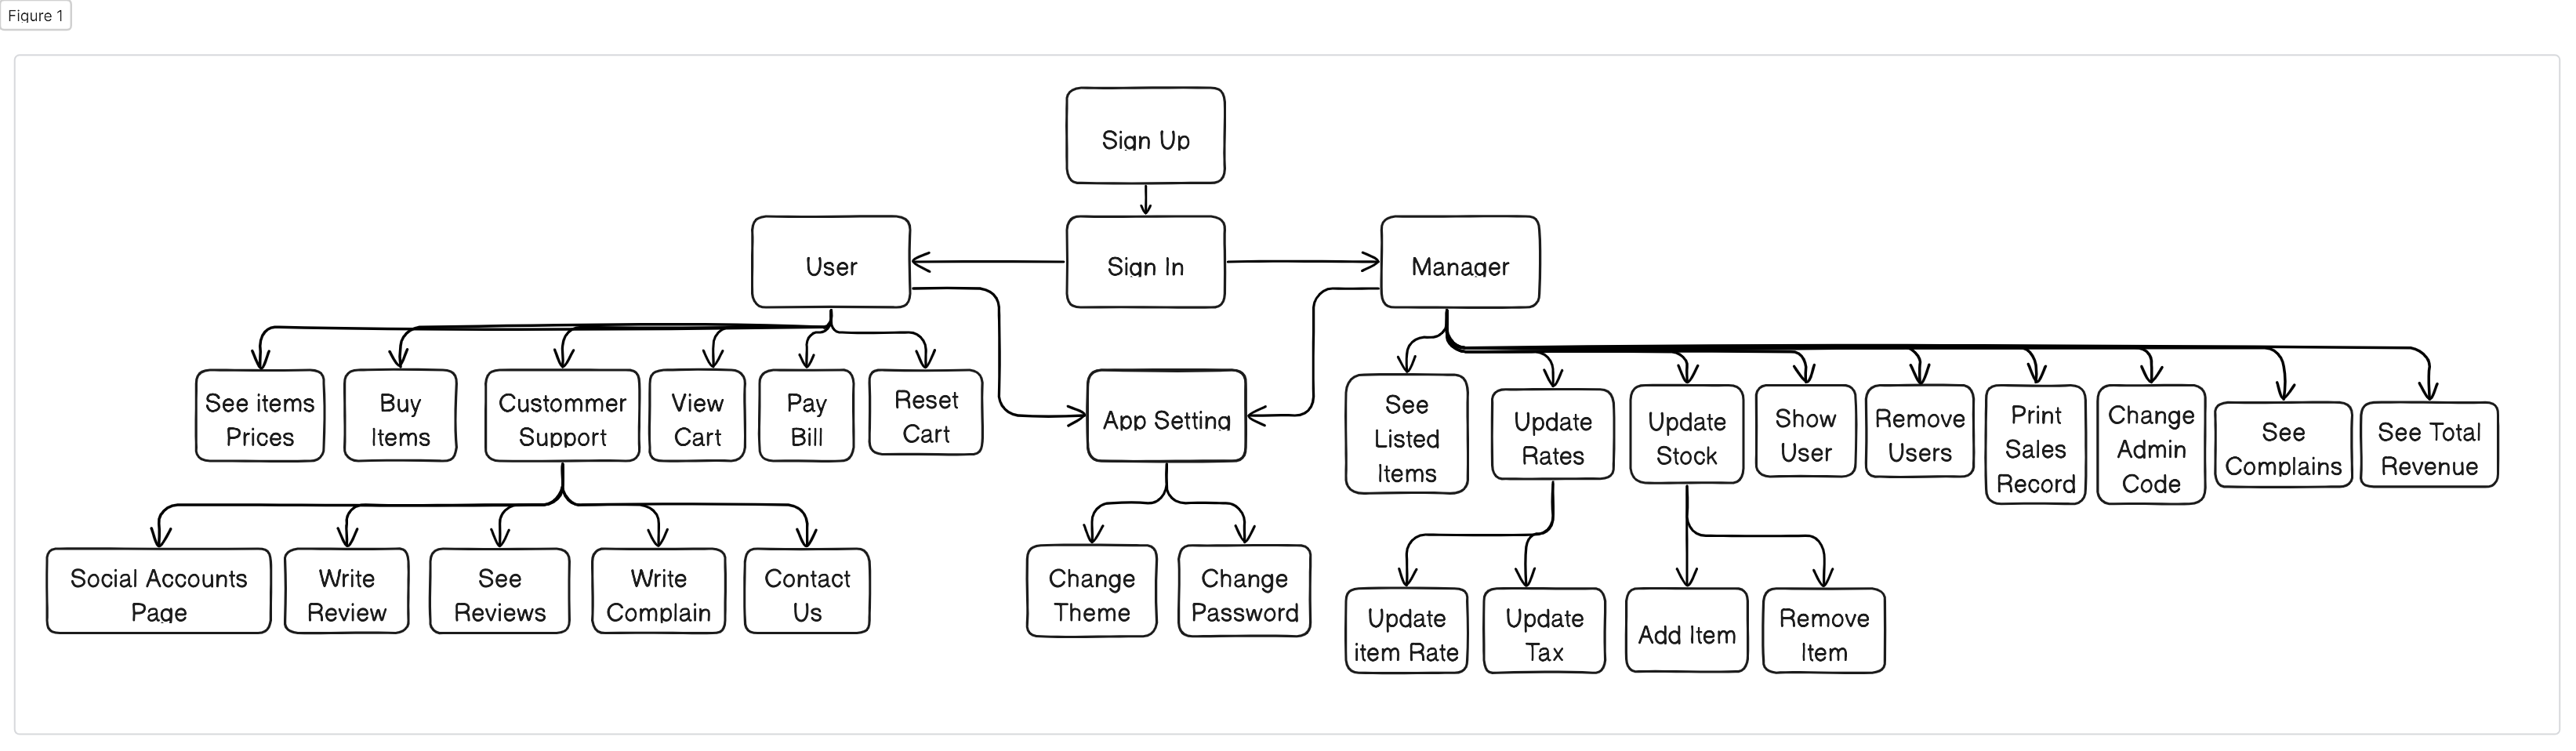 Figure 1
Sign Up
User
Sign In
Manager
See items
Prices
Buy
Items
Custommer
Support
View
Cart
Pay
Bill
Reset
Cart
App Setting
See
Listed
Items
Update
Rates
Update
Stock
Show
User
Remove
Users
Print
Sales
Record
Change
Admin
Code
See
Complains
See Total
Revenue
Social Accounts
Page
Write
Review
See
Reviews
Write
Complain
Contact
Us
Change
Theme
Change
Password
Update
item Rate
Update
Tax
Add Item
Remove
Item